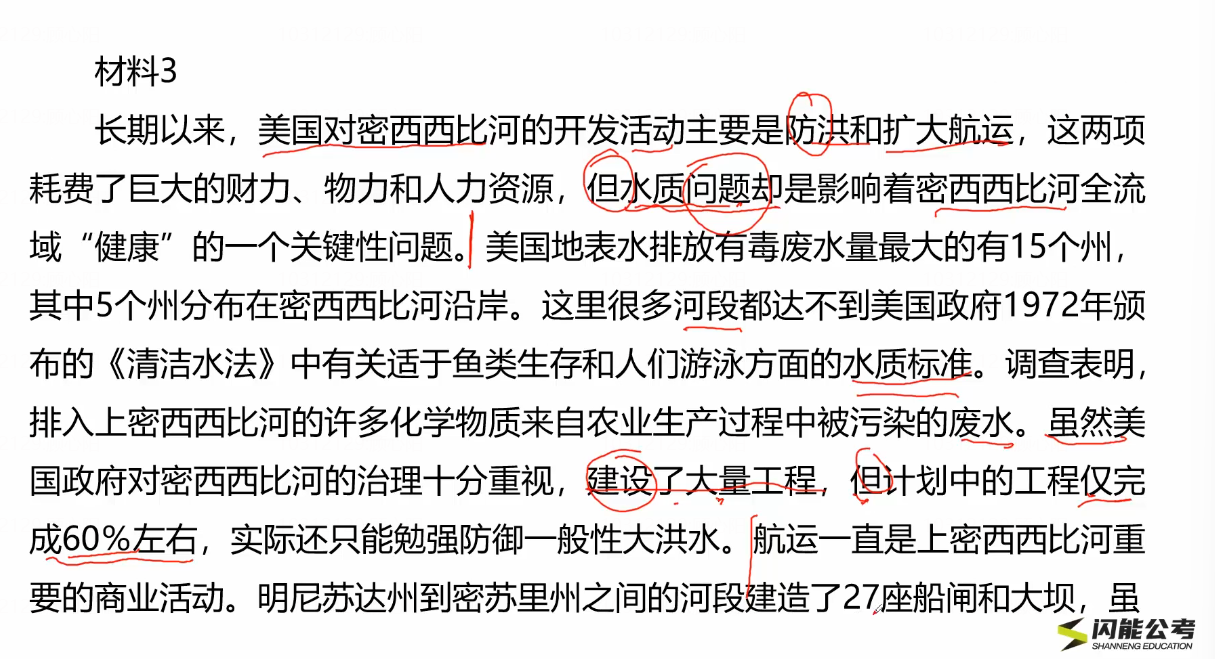 材料3
长期以来，美国对密西西比河的开发活动主要是防洪和扩大航运，这两项
耗费了巨大的财力、物力和人力资源，但水质问题却是影响着密西西比河全流
域“健康”的一个关键性问题。美国地表水排放有毒废水量最大的有15个州，
其中5个州分布在密西西比河沿岸。这里很多河段都达不到美国政府1972年颁
布的《清洁水法》中有关适于鱼类生存和人们游泳方面的水质标准。调查表明，
排入上密西西比河的许多化学物质来自农业生产过程中被污染的废水。虽然美
国政府对密西西比河的治理十分重视，建设了大量工程，但计划中的工程仅完
成60%左右，实际还只能勉强防御一般性大洪水。航运一直是上密西西比河重
要的商业活动。明尼苏达州到密苏里州之间的河段建造了27座船闸和大坝，虽
闪能公考
SHANNENG EDUCATION